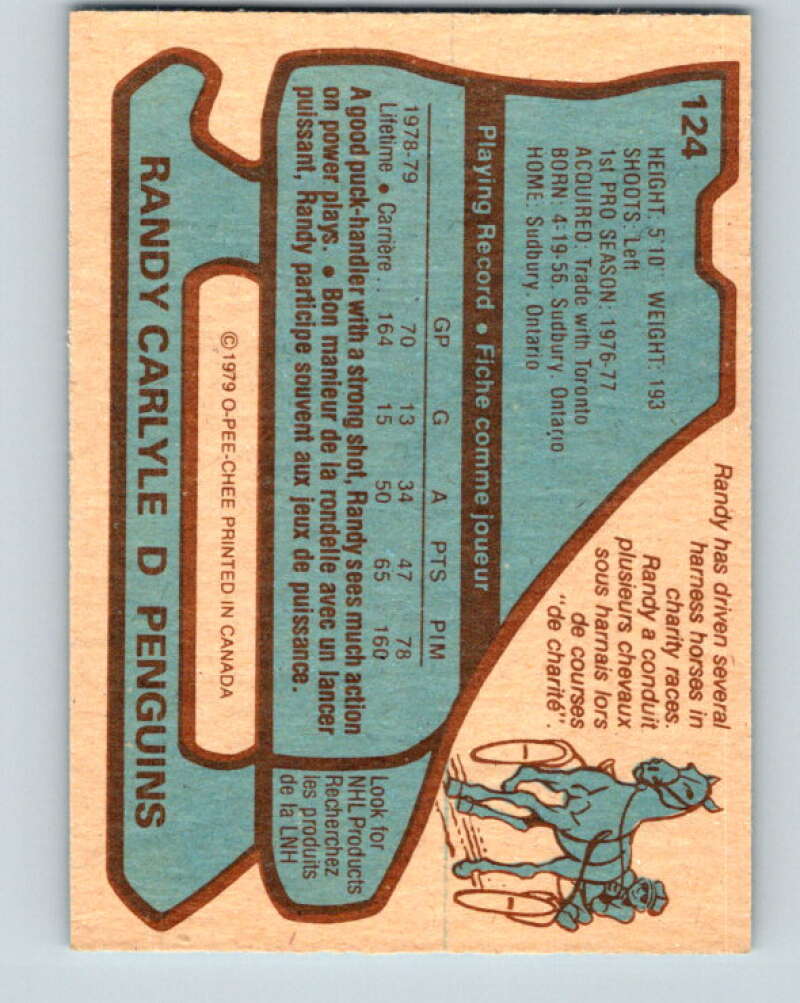 124
HEIGHT: 5'10" WEIGHT: 193
SHOOTS: Left
1st PRO SEASON: 1976-77
ACQUIRED: Trade with Toronto
BORN: 4-19-56, Sudbury, Ontario
HOME: Sudbury, Ontario
Randy has driven several
harness horses in
charity races.
Randy a conduit
plusieurs chevaux
sous harnais lors
de courses
"de charité".
Playing Record • Fiche comme joueur
GP G A PTS PIM
1978-79 70 13 34 47 78
Lifetime • Carrière .. 164 15 50 65 160
A good puck-handler with a strong shot, Randy sees much action
on power plays. • Bon manieur de la rondelle avec un lancer
puissant, Randy participe souvent aux jeux de puissance.
Look for
NHL Products
Recherchez
les produits
de la LNH
©1979 O-PEE-CHEE PRINTED IN CANADA
RANDY CARLYLE D PENGUINS